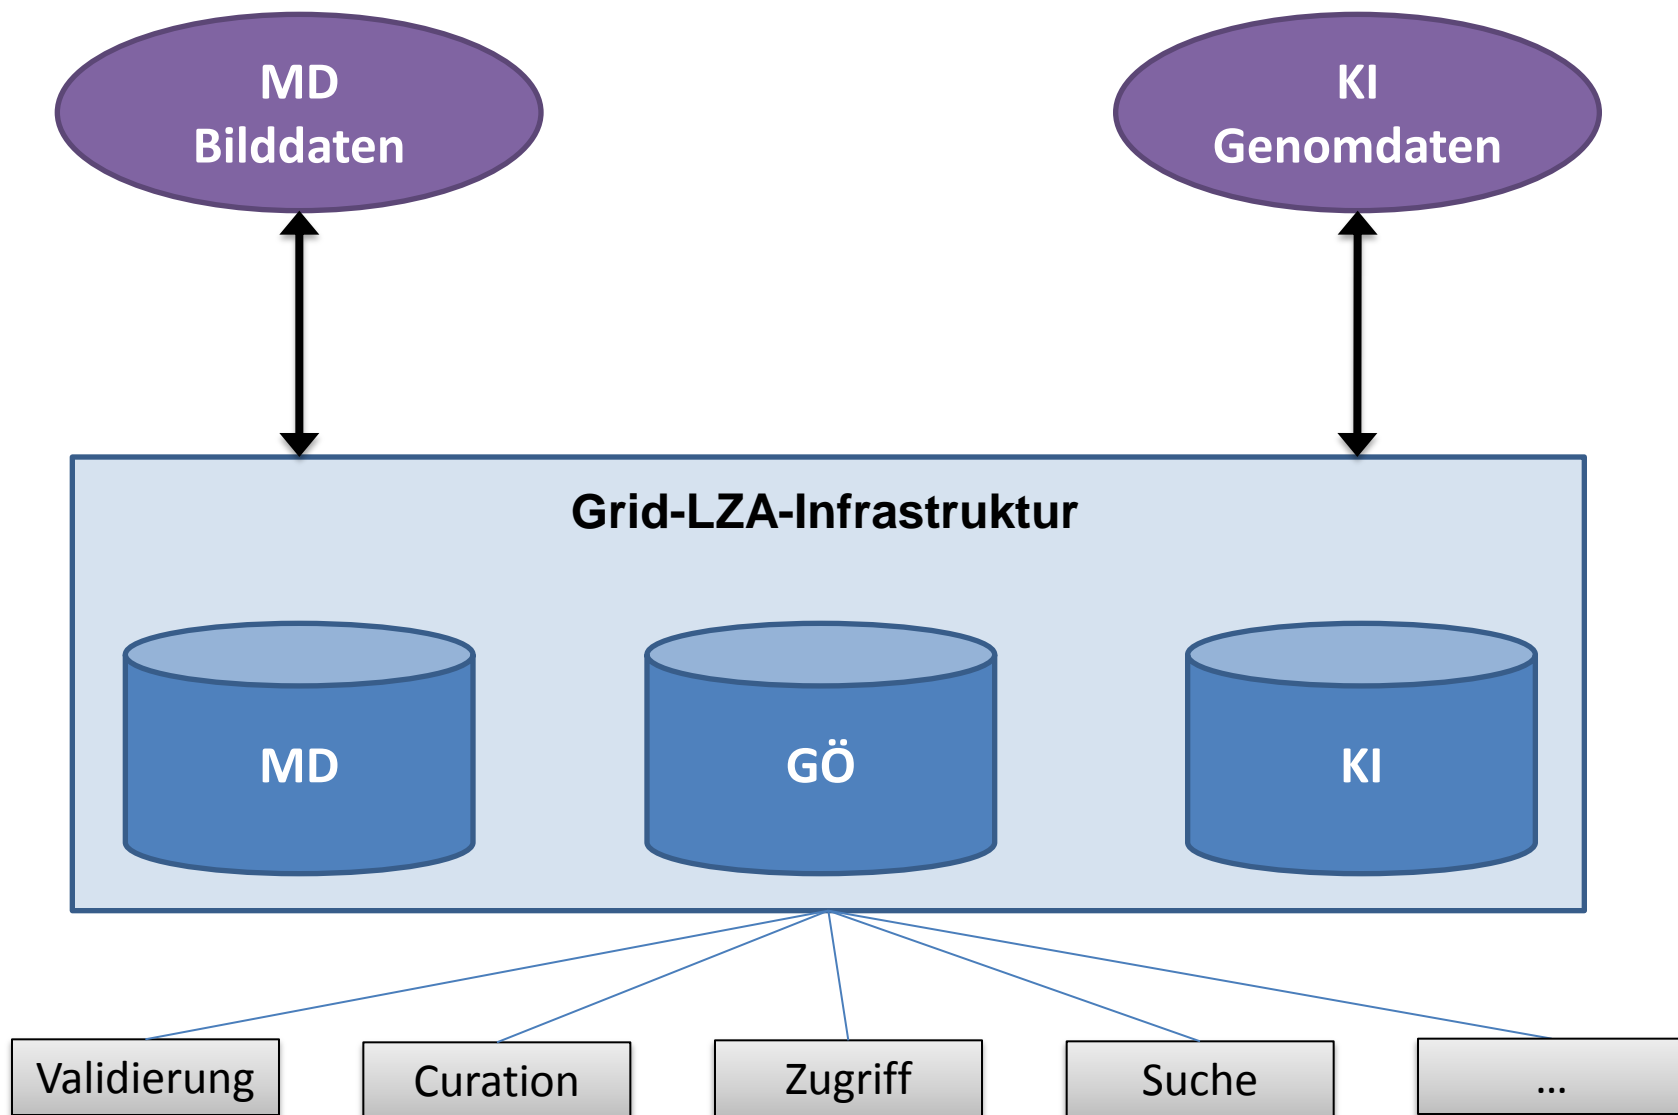 MD
Bilddaten
KI
Genomdaten
Grid-LZA-Infrastruktur
MD
GÖ
KI
Validierung
Curation
Zugriff
Suche
...